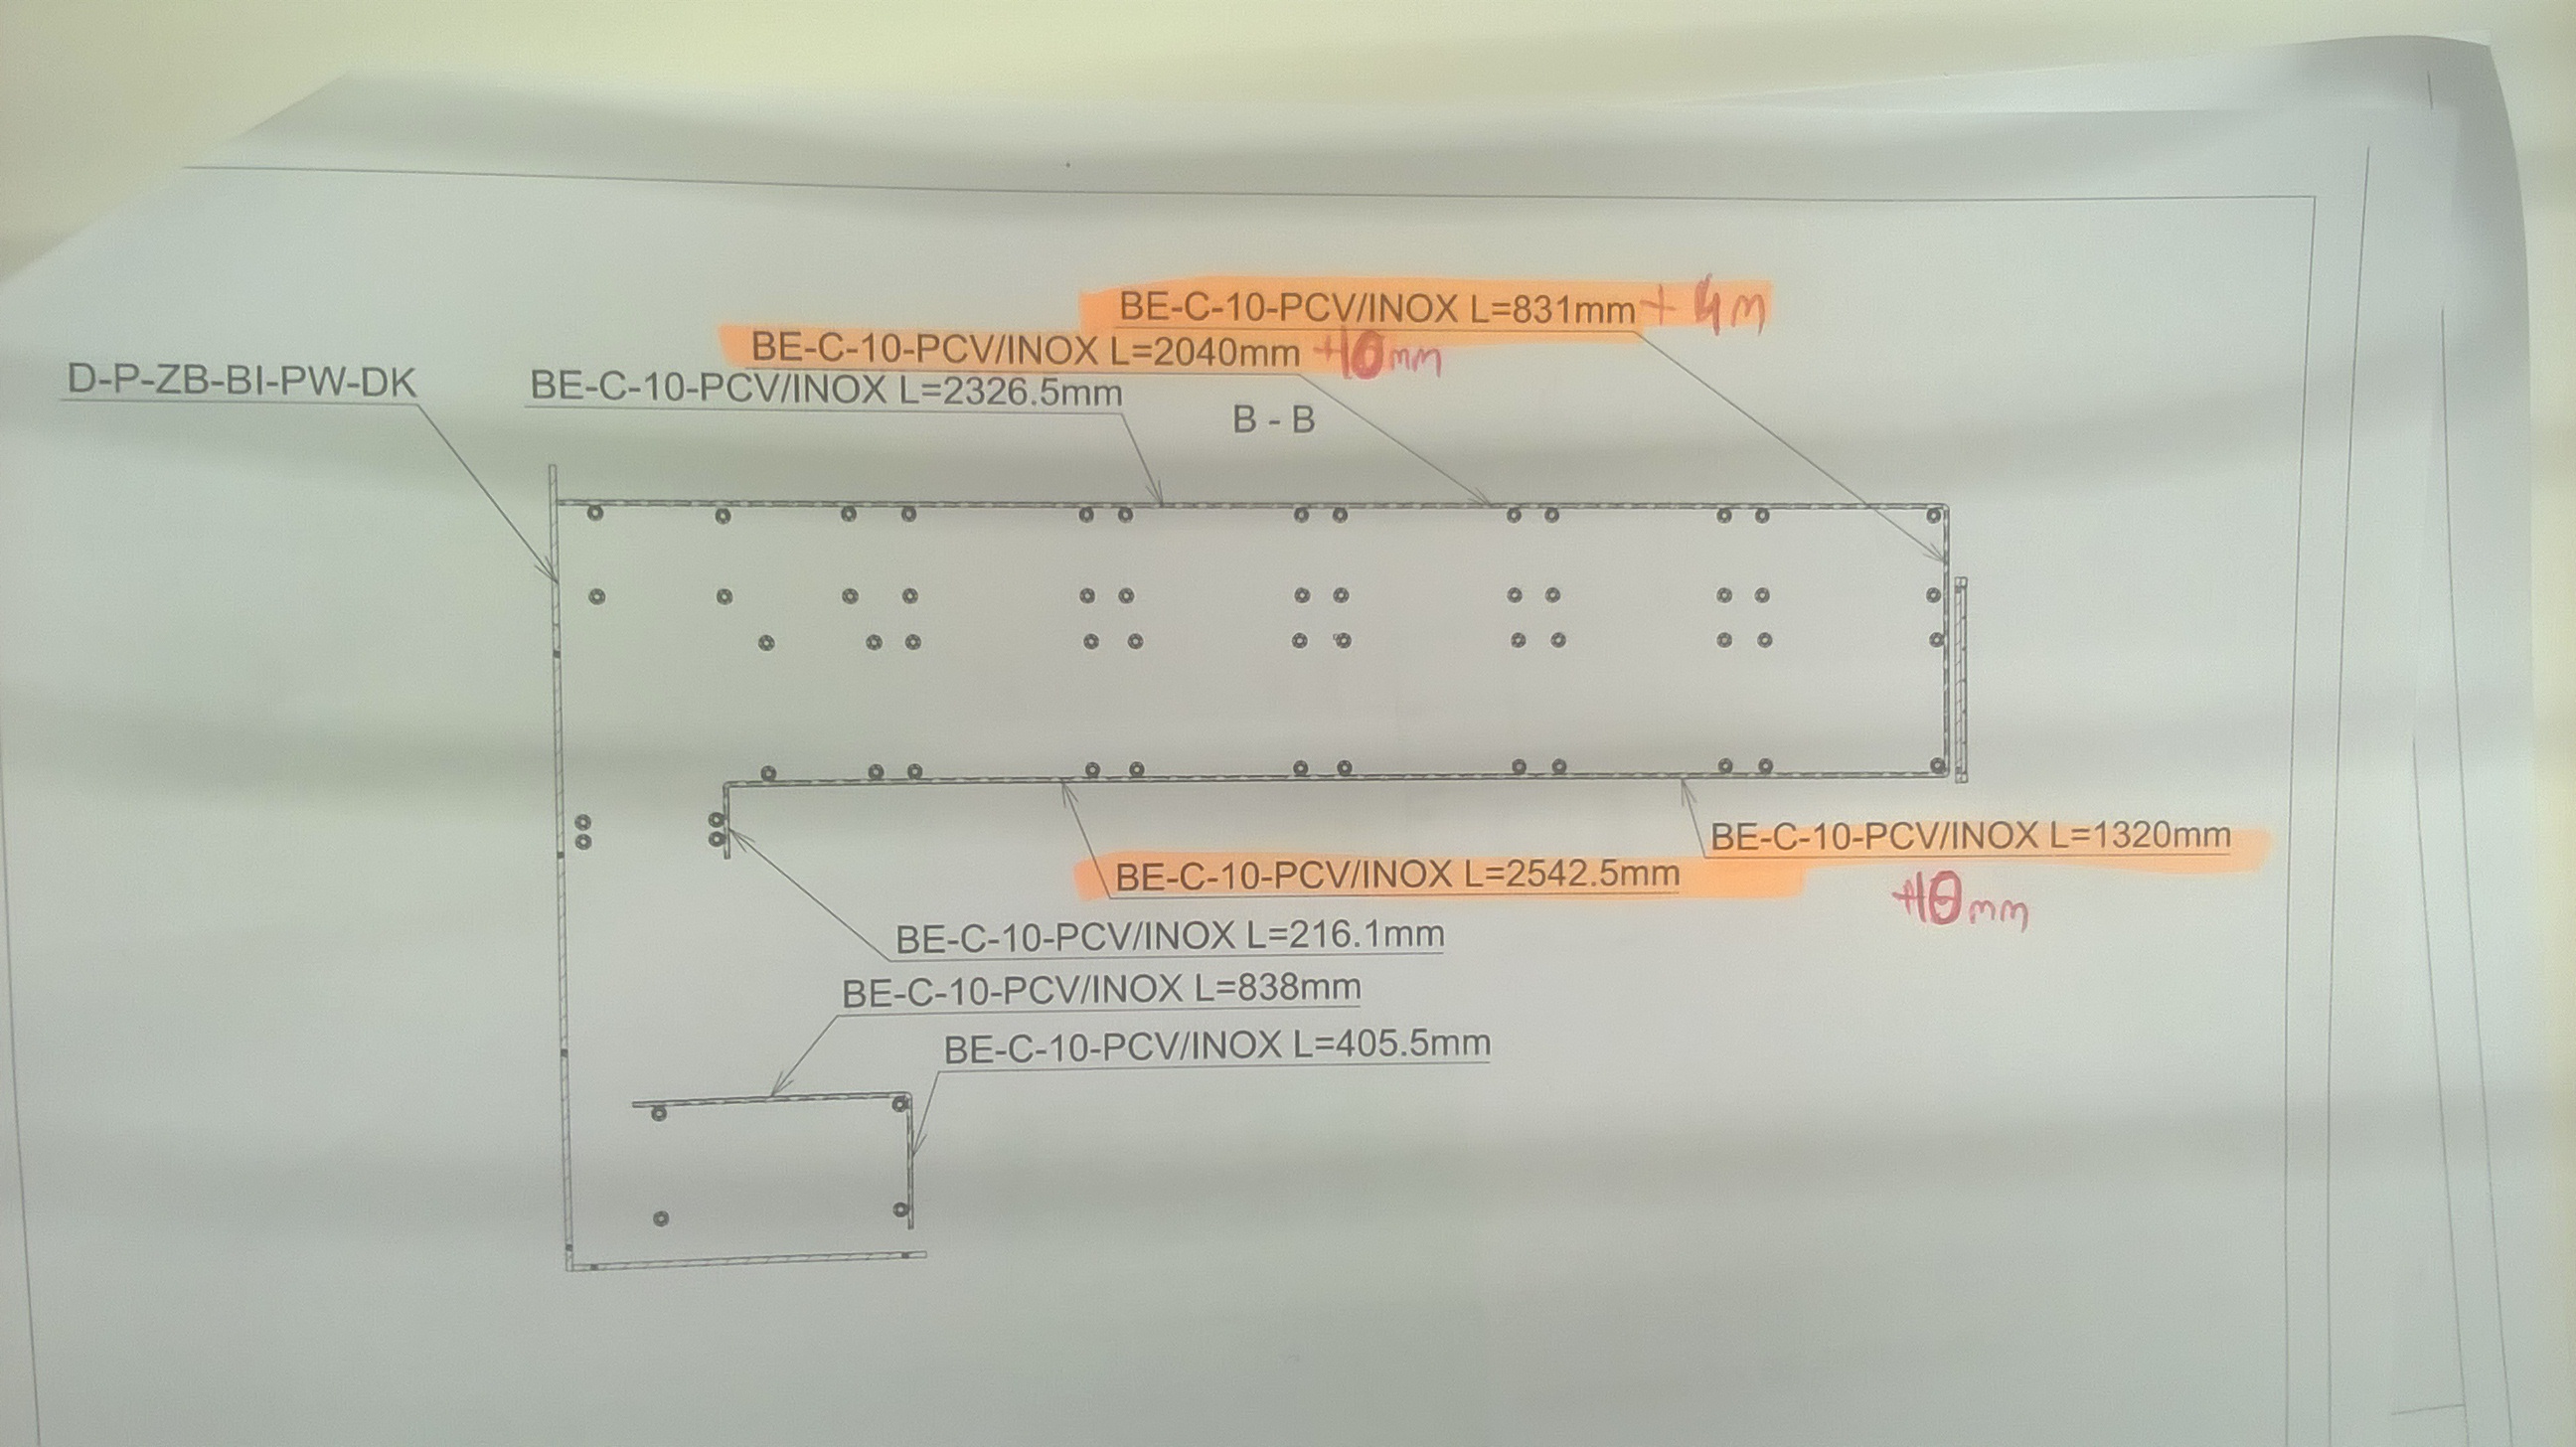 BE-C-10-PCV/INOX L=831mm + 4m
BE-C-10-PCV/INOX L=2040mm +10mm
D-P-ZB-BI-PW-DK
BE-C-10-PCV/INOX L=2326.5mm
B - B
BE-C-10-PCV/INOX L=1320mm
+10mm
BE-C-10-PCV/INOX L=2542.5mm
BE-C-10-PCV/INOX L=216.1mm
BE-C-10-PCV/INOX L=838mm
BE-C-10-PCV/INOX L=405.5mm